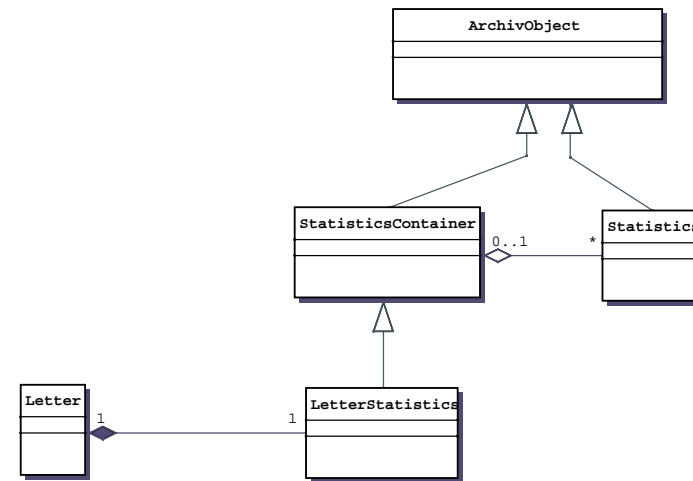 ArchivObject
StatisticsContainer
Statistics
0..1
*
Letter
LetterStatistics
1
1